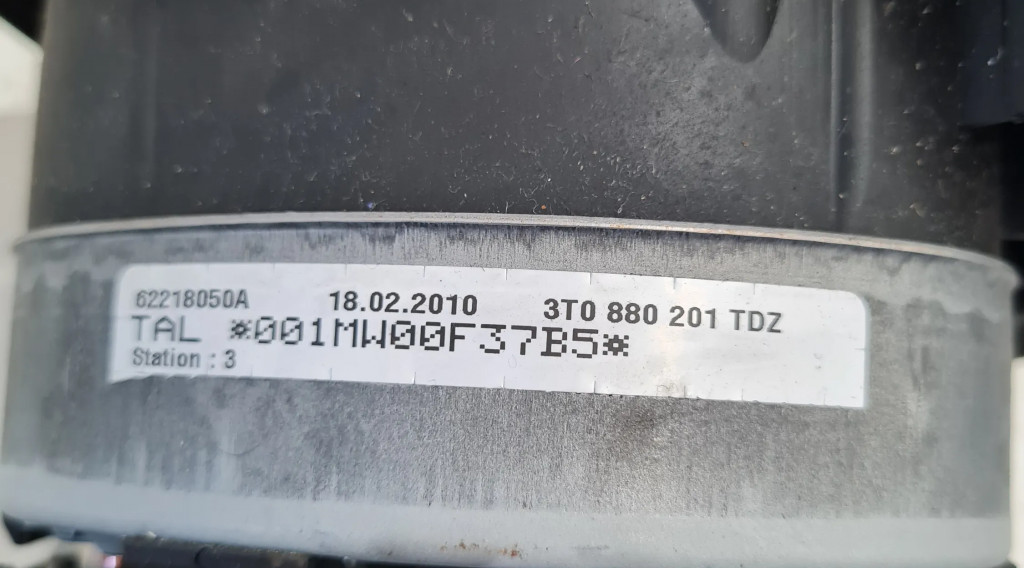 62218050A 18.02.2010 3T0 880 201 TDZ
TAL *001MW00F37B5*
Station : 3